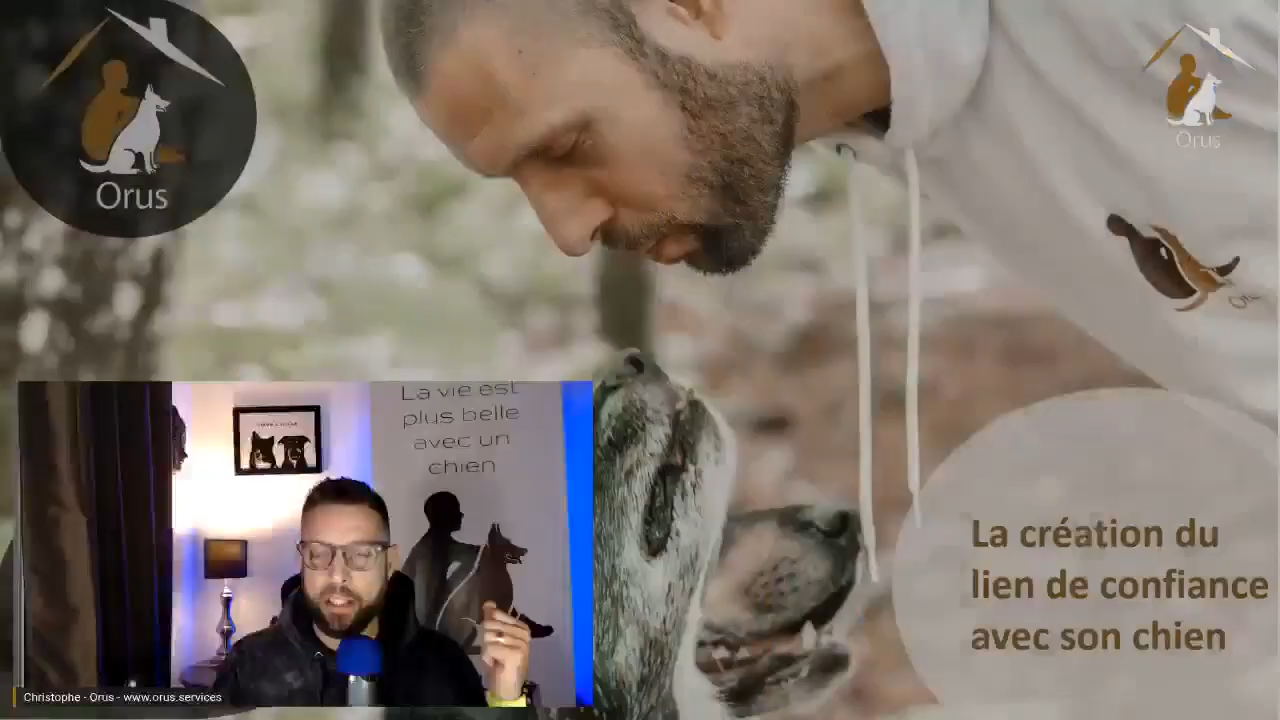 Orus
Orus
La vie est
plus belle
avec un
chien
La création du
lien de confiance
avec son chien
Christophe - Orus - www.orus.services